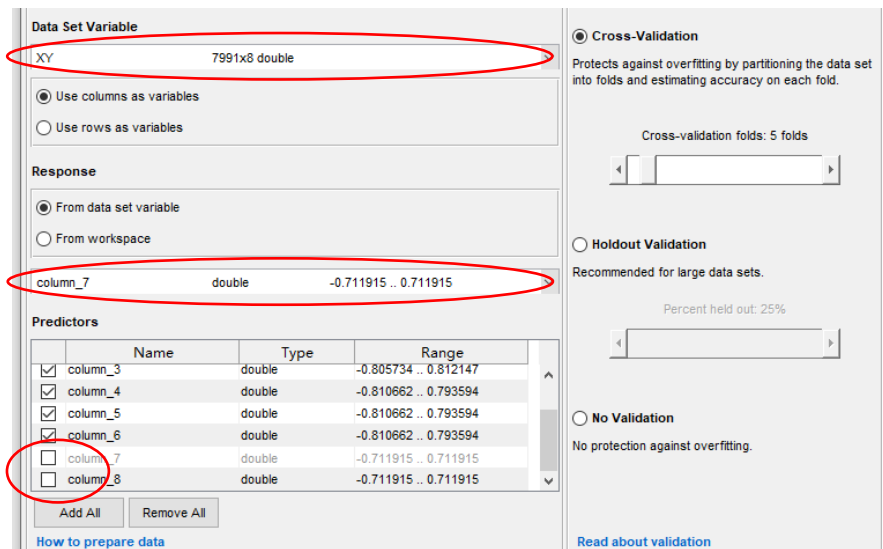 Data Set Variable
XY 7991x8 double
Use columns as variables
Use rows as variables
Response
From data set variable
From workspace
column_7 double -0.711915 .. 0.711915
Predictors
Name Type Range
column_3 double -0.805734 .. 0.812147
column_4 double -0.810662 .. 0.793594
column_5 double -0.810662 .. 0.793594
column_6 double -0.810662 .. 0.793594
column_7 double -0.711915 .. 0.711915
column_8 double -0.711915 .. 0.711915
Add All Remove All
How to prepare data
Cross-Validation
Protects against overfitting by partitioning the data set
into folds and estimating accuracy on each fold.
Cross-validation folds: 5 folds
Holdout Validation
Recommended for large data sets.
Percent held out: 25%
No Validation
No protection against overfitting.
Read about validation